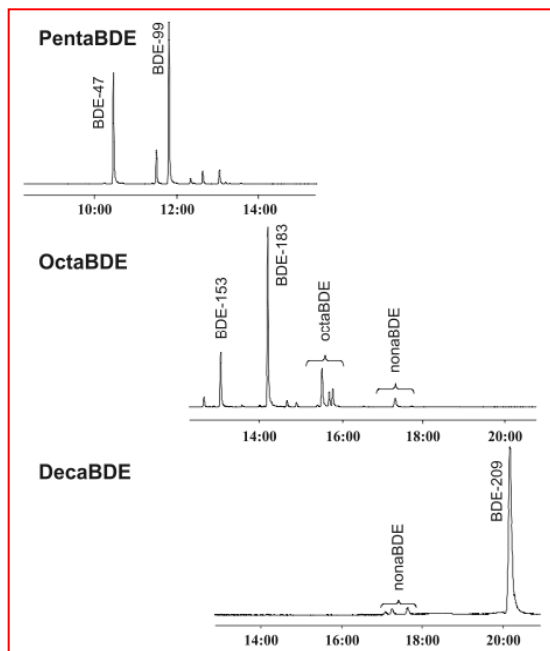 PentaBDE
BDE-47
BDE-99
10:00 12:00 14:00
OctaBDE
BDE-153
BDE-183
octaBDE
nonaBDE
14:00 16:00 18:00 20:00
DecaBDE
nonaBDE
BDE-209
14:00 16:00 18:00 20:00